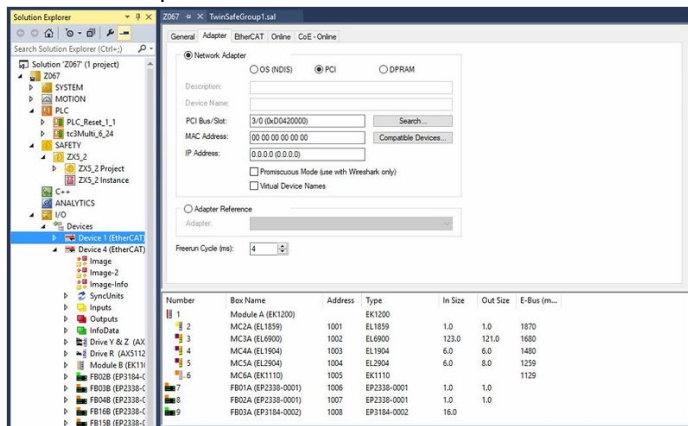 Solution Explorer
Z067
TwinSafeGroup1.sal
Search Solution Explorer (Ctrl+;)
Solution 'Z067' (1 project)
Z067
SYSTEM
MOTION
PLC
PLC_Reset_1_1
tc3Multi_6_24
SAFETY
ZX5_2
ZX5_2 Project
ZX5_2 Instance
C++
ANALYTICS
I/O
Devices
Device 1 (EtherCAT)
Device 4 (EtherCAT)
Image
Image-2
Image-Info
SyncUnits
Inputs
Outputs
InfoData
Drive Y & Z (AX
Drive R (AX5112
Module B (EK110
FB02B (EP3184-0
FB03B (EP2338-0
FB04B (EP2338-0
FB16B (EP2338-0
FB15B (EP2338-0
General Adapter EtherCAT Online CoE - Online
Network Adapter
OS (NDIS) PCI DPRAM
Description:
Device Name:
PCI Bus/Slot: 3/0 (0xD0420000) Search...
MAC Address: 00 00 00 00 00 00 Compatible Devices...
IP Address: 0.0.0.0 (0.0.0.0)
Promiscuous Mode (use with Wireshark only)
Virtual Device Names
Adapter Reference
Adapter:
Freerun Cycle (ms): 4
Number Box Name Address Type In Size Out Size E-Bus (m...
1 Module A (EK1200) EK1200
2 MC2A (EL1859) 1001 EL1859 1.0 1.0 1870
3 MC3A (EL6900) 1002 EL6900 123.0 121.0 1680
4 MC4A (EL1904) 1003 EL1904 6.0 6.0 1480
5 MC5A (EL2904) 1004 EL2904 6.0 8.0 1259
6 MC6A (EK1110) 1005 EK1110 1129
7 FB01A (EP2338-0001) 1006 EP2338-0001 1.0 1.0
8 FB02A (EP2338-0001) 1007 EP2338-0001 1.0 1.0
9 FB03A (EP3184-0002) 1008 EP3184-0002 16.0